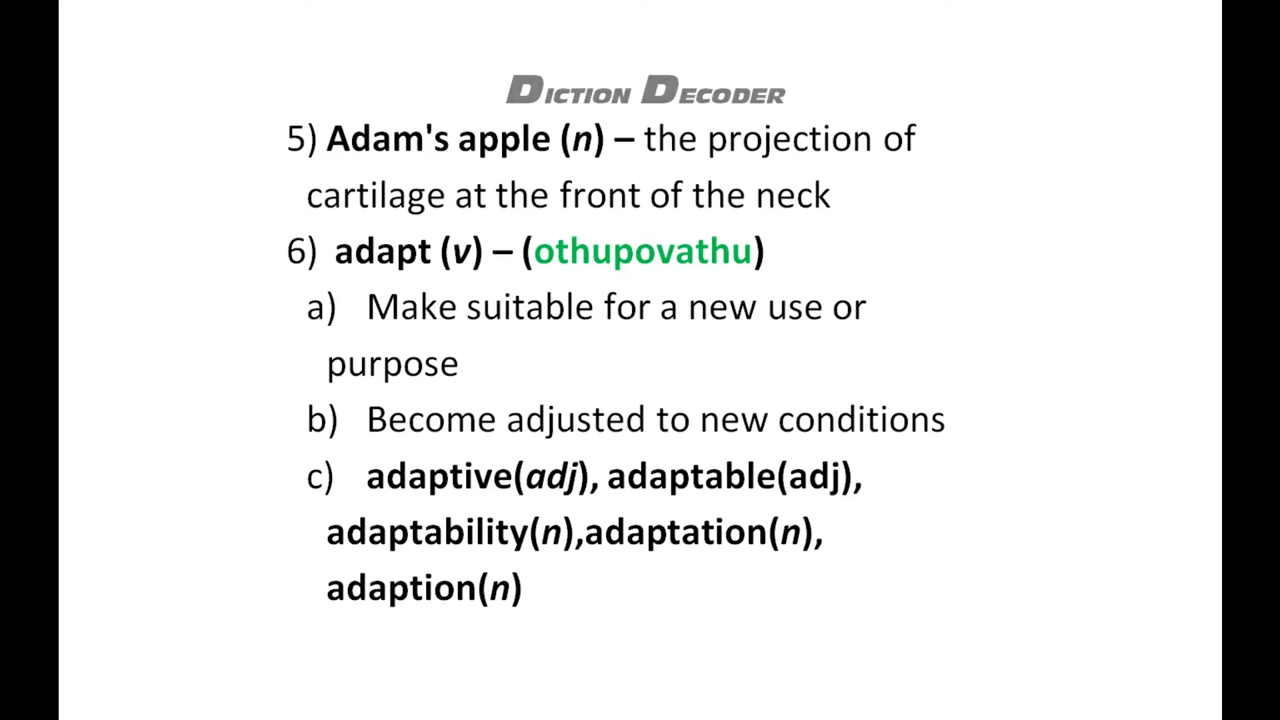 DICTION DECODER
5) Adam's apple (n) – the projection of
cartilage at the front of the neck
6) adapt (v) – (othupovathu)
a) Make suitable for a new use or
purpose
b) Become adjusted to new conditions
c) adaptive(adj), adaptable(adj),
adaptability(n),adaptation(n),
adaption(n)